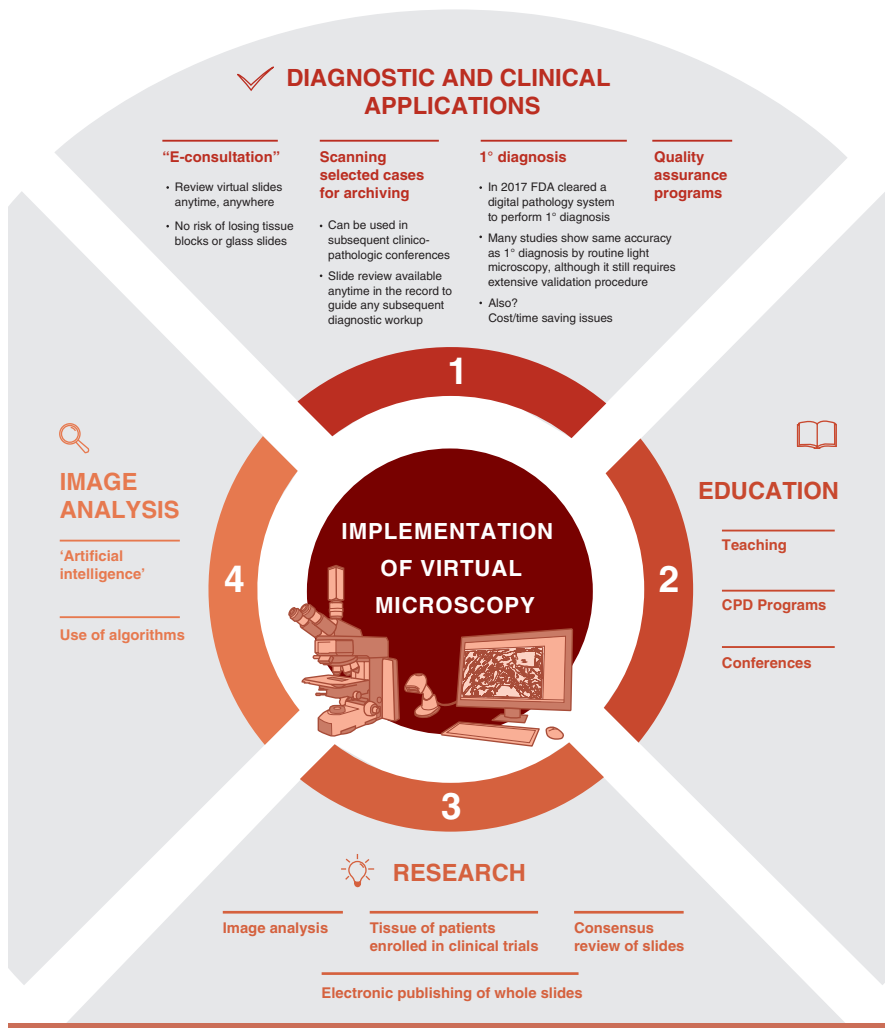 DIAGNOSTIC AND CLINICAL
APPLICATIONS
“E-consultation”
• Review virtual slides
anytime, anywhere
• No risk of losing tissue
blocks or glass slides
Scanning
selected cases
for archiving
• Can be used in
subsequent clinico-
pathologic conferences
• Slide review available
anytime in the record to
guide any subsequent
diagnostic workup
1° diagnosis
• In 2017 FDA cleared a
digital pathology system
to perform 1° diagnosis
• Many studies show same accuracy
as 1° diagnosis by routine light
microscopy, although it still requires
extensive validation procedure
• Also?
Cost/time saving issues
Quality
assurance
programs
1
IMPLEMENTATION
OF VIRTUAL
MICROSCOPY
EDUCATION
2
Teaching
CPD Programs
Conferences
3
RESEARCH
Image analysis
Tissue of patients
enrolled in clinical trials
Consensus
review of slides
Electronic publishing of whole slides
IMAGE
ANALYSIS
4
‘Artificial
intelligence’
Use of algorithms